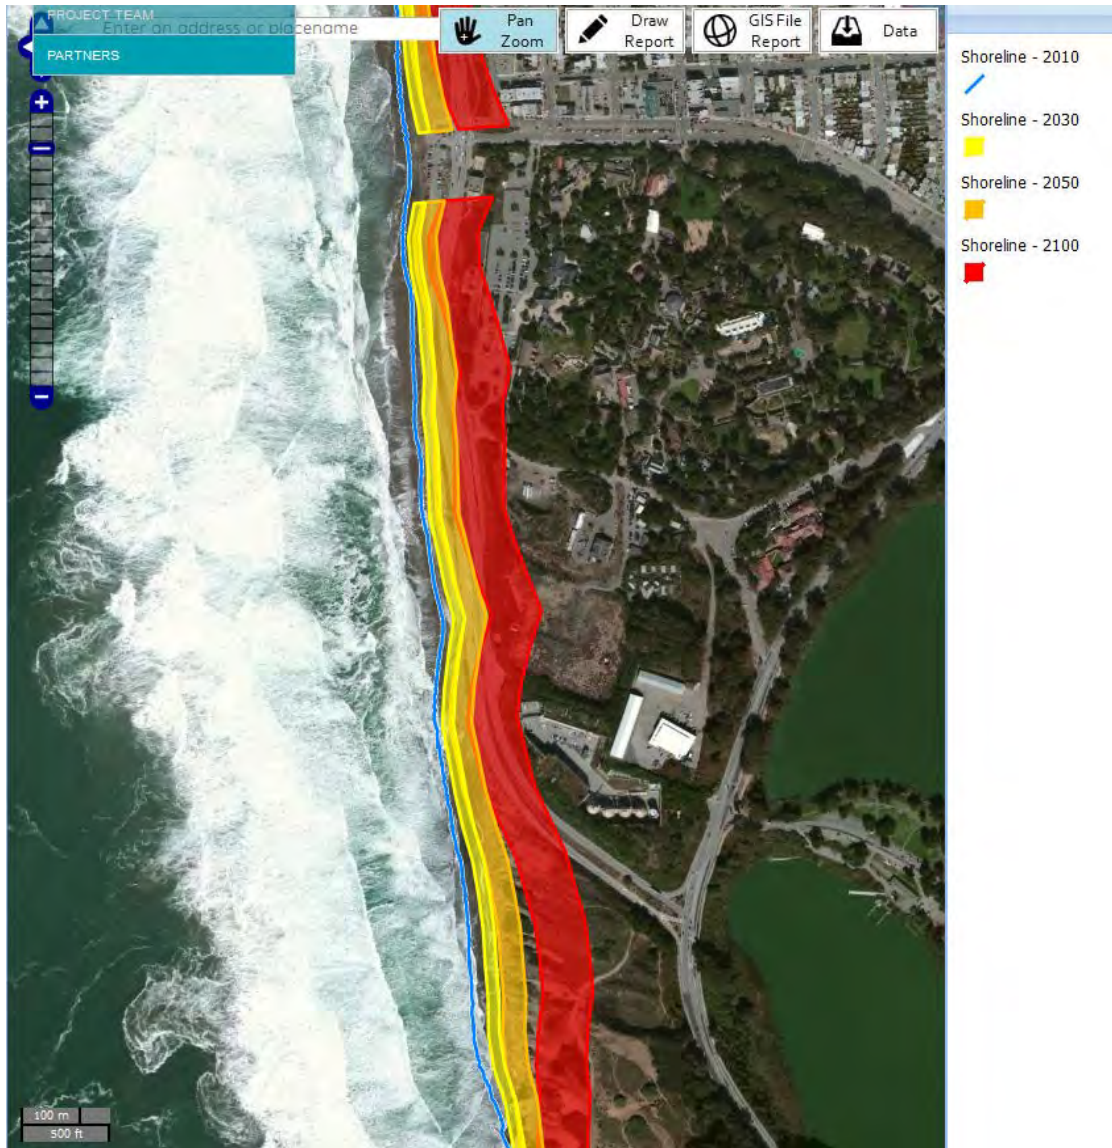 PROJECT TEAM
Enter an address or placename
PARTNERS
Pan
Zoom
Draw
Report
GIS File
Report
Data
Shoreline - 2010
Shoreline - 2030
Shoreline - 2050
Shoreline - 2100
100 m
500 ft